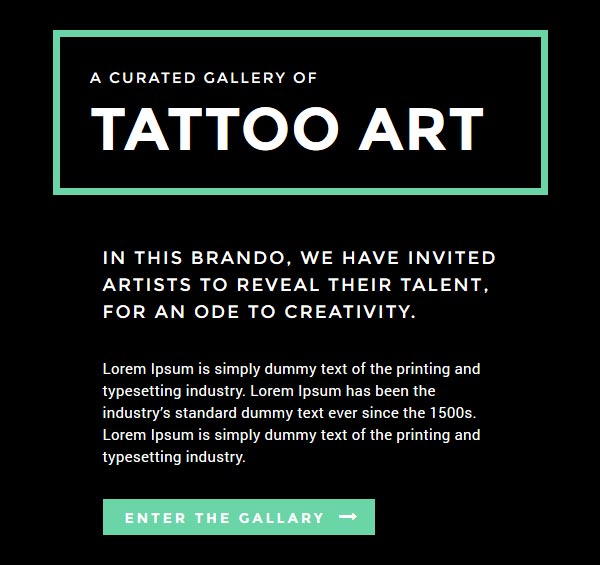 A CURATED GALLERY OF
TATTOO ART
IN THIS BRANDO, WE HAVE INVITED
ARTISTS TO REVEAL THEIR TALENT,
FOR AN ODE TO CREATIVITY.
Lorem Ipsum is simply dummy text of the printing and
typesetting industry. Lorem Ipsum has been the
industry's standard dummy text ever since the 1500s.
Lorem Ipsum is simply dummy text of the printing and
typesetting industry.
ENTER THE GALLARY →